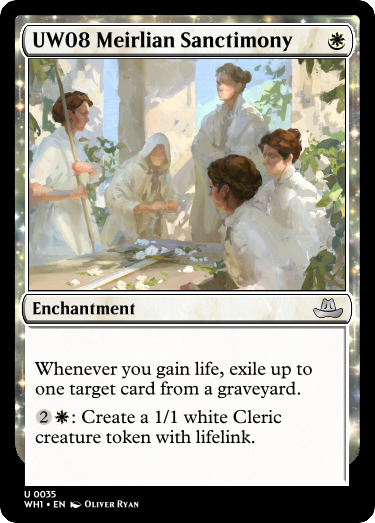 UW08 Meirlian Sanctimony
Enchantment
Whenever you gain life, exile up to
one target card from a graveyard.
2 : Create a 1/1 white Cleric
creature token with lifelink.
U 0035
WH1 • EN Oliver Ryan